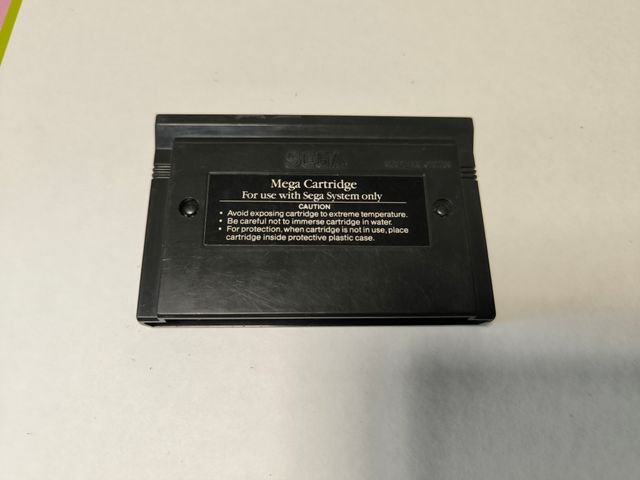 SEGA
Mega Cartridge
For use with Sega System only
CAUTION
• Avoid exposing cartridge to extreme temperature.
• Be careful not to immerse cartridge in water.
• For protection, when cartridge is not in use, place
cartridge inside protective plastic case.